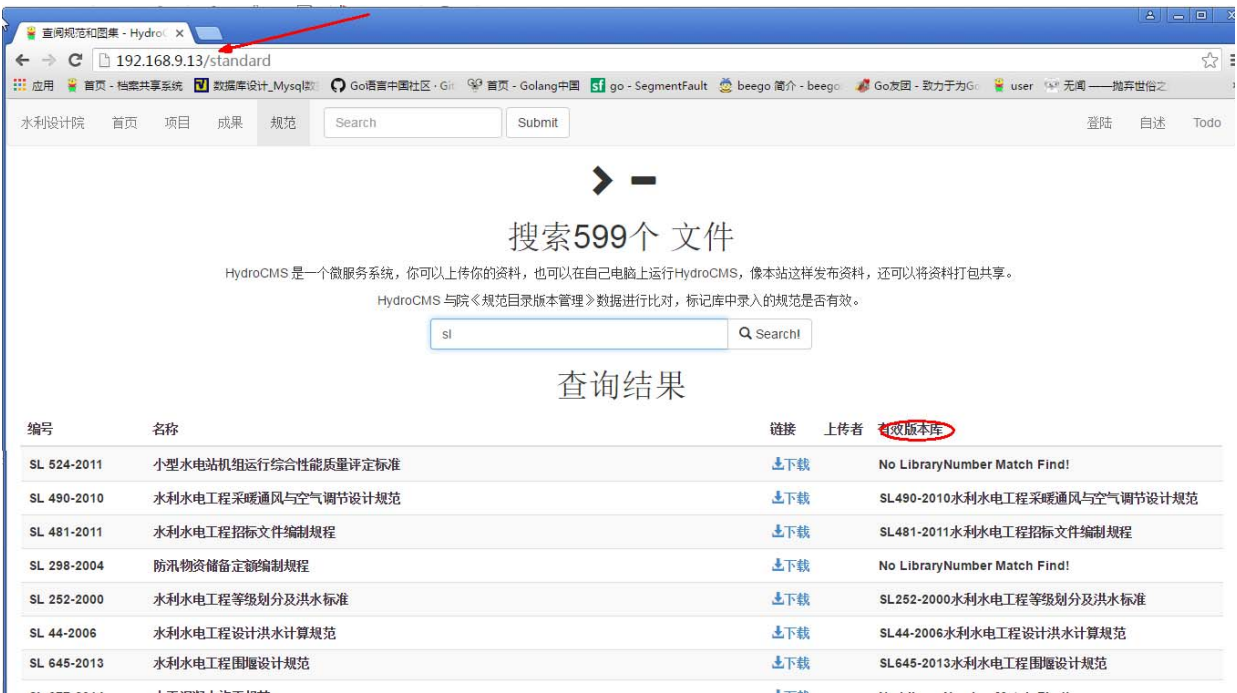 查阅规范和图集 - Hydro
192.168.9.13/standard
应用 首页 - 档案共享系统 数据库设计_Mysql数 Go语言中国社区 · Git 首页 - Golang中国 go - SegmentFault beego 简介 - beego Go友团 - 致力于为Go user 无闻 ——抛弃世俗之
水利设计院 首页 项目 成果 规范 Search Submit 登陆 自述 Todo
搜索599个 文件
HydroCMS 是一个微服务系统，你可以上传你的资料，也可以在自己电脑上运行HydroCMS，像本站这样发布资料，还可以将资料打包共享。
HydroCMS 与院《规范目录版本管理》数据进行比对，标记库中录入的规范是否有效。
sl Search!
查询结果
编号 名称 链接 上传者 有效版本库
SL 524-2011 小型水电站机组运行综合性能质量评定标准 下载 No LibraryNumber Match Find!
SL 490-2010 水利水电工程采暖通风与空气调节设计规范 下载 SL490-2010水利水电工程采暖通风与空气调节设计规范
SL 481-2011 水利水电工程招标文件编制规程 下载 SL481-2011水利水电工程招标文件编制规程
SL 298-2004 防汛物资储备定额编制规程 下载 No LibraryNumber Match Find!
SL 252-2000 水利水电工程等级划分及洪水标准 下载 SL252-2000水利水电工程等级划分及洪水标准
SL 44-2006 水利水电工程设计洪水计算规范 下载 SL44-2006水利水电工程设计洪水计算规范
SL 645-2013 水利水电工程围堰设计规范 下载 SL645-2013水利水电工程围堰设计规范